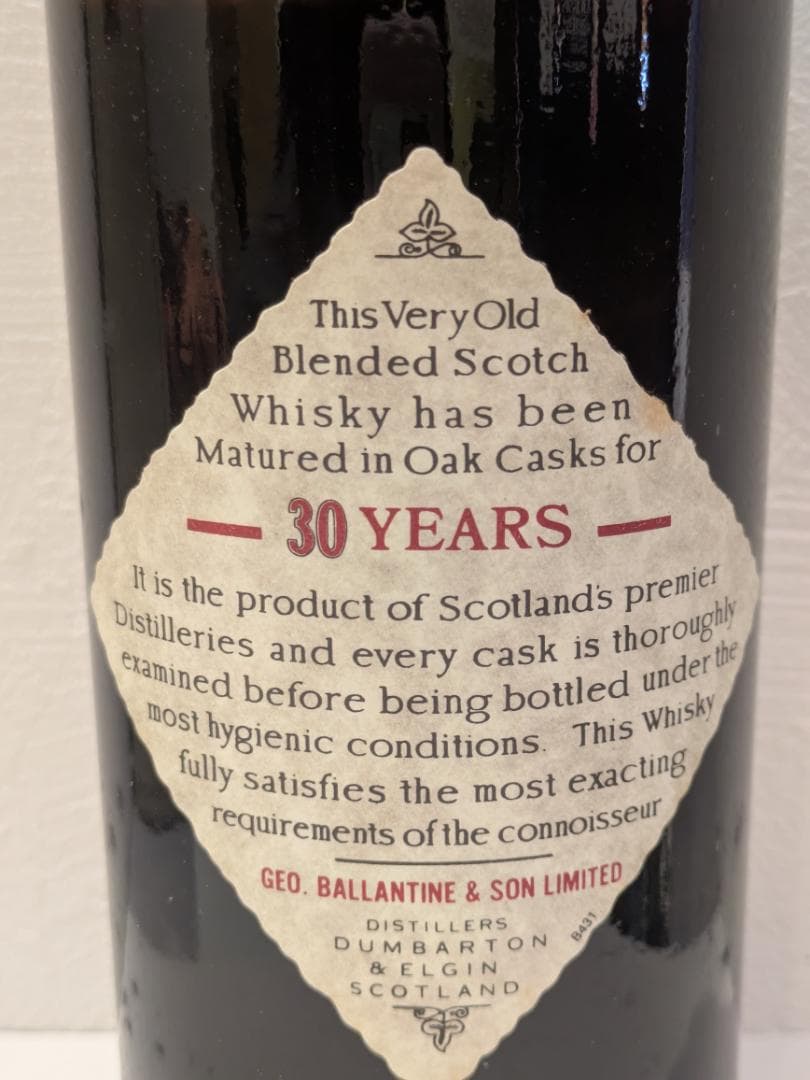 This Very Old
Blended Scotch
Whisky has been
Matured in Oak Casks for
30 YEARS
It is the product of Scotland's premier
Distilleries and every cask is thoroughly
examined before being bottled under the
most hygienic conditions. This Whisky
fully satisfies the most exacting
requirements of the connoisseur
GEO. BALLANTINE & SON LIMITED
DISTILLERS
DUMBARTON
& ELGIN
SCOTLAND
8431